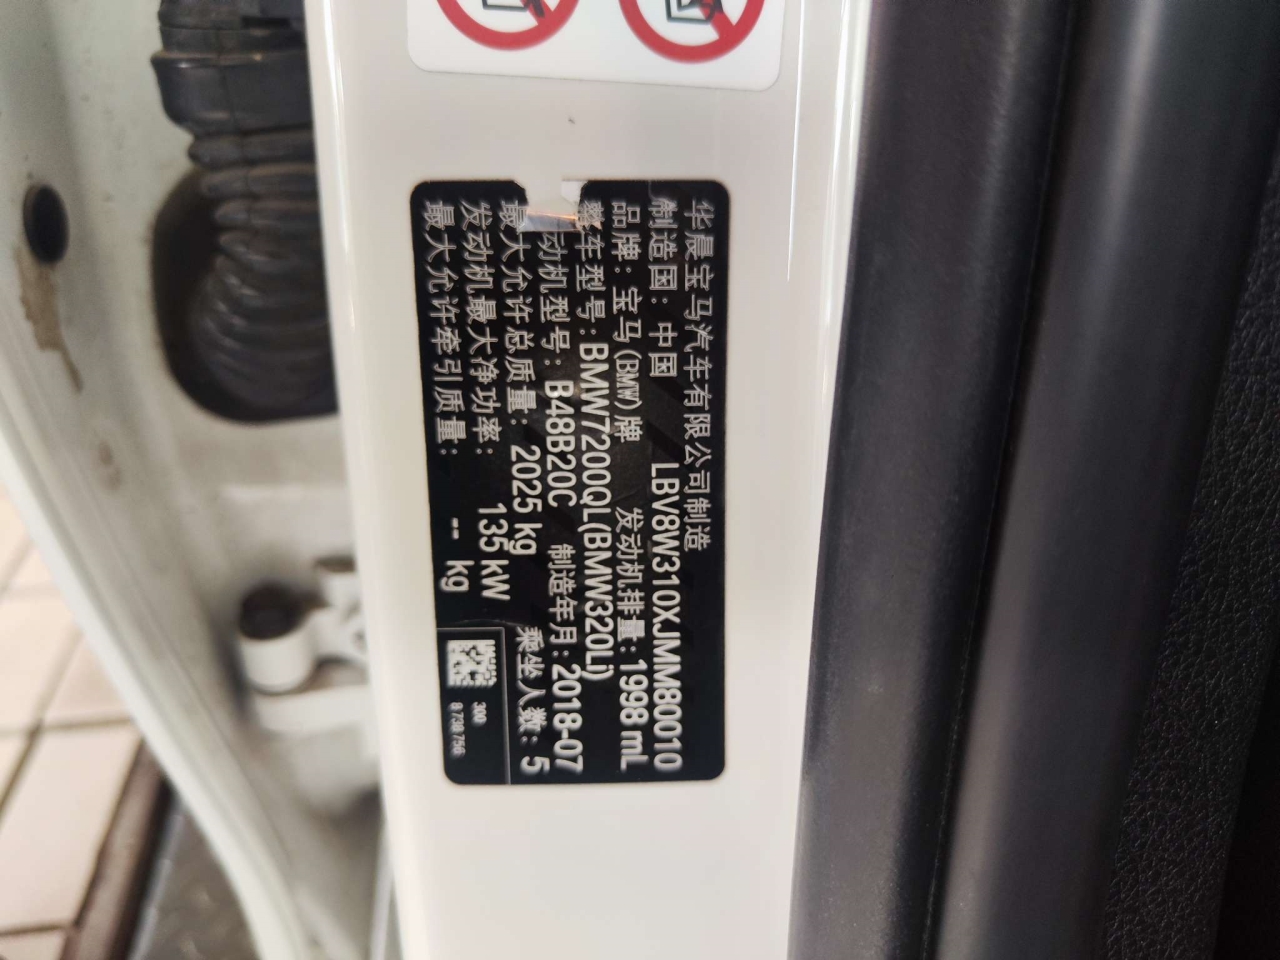 华晨宝马汽车有限公司制造
制造国：中国 LBV8W310XJMM80010
品牌：宝马(BMW)牌 发动机排量：1998 mL
整车型号：BMW7200QL(BMW320Li)
动机型号：B48B20C 制造年月：2018-07
最大允许总质量：2025 kg 乘坐人数：5
发动机最大净功率：135 kW
最大允许牵引质量：-- kg
300
8 738 756